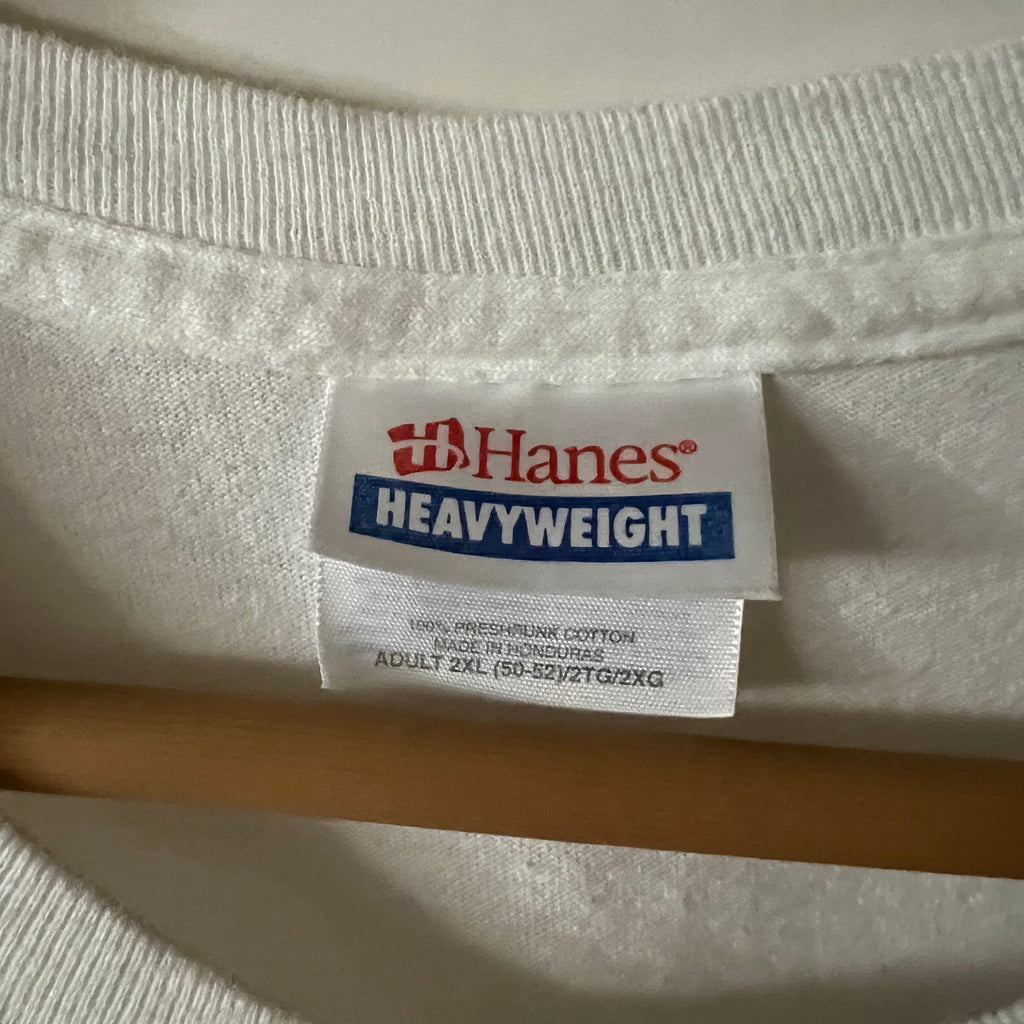 Hanes®
HEAVYWEIGHT
100% PRESHRUNK COTTON
MADE IN HONDURAS
ADULT 2XL (50-52)/2TG/2XG